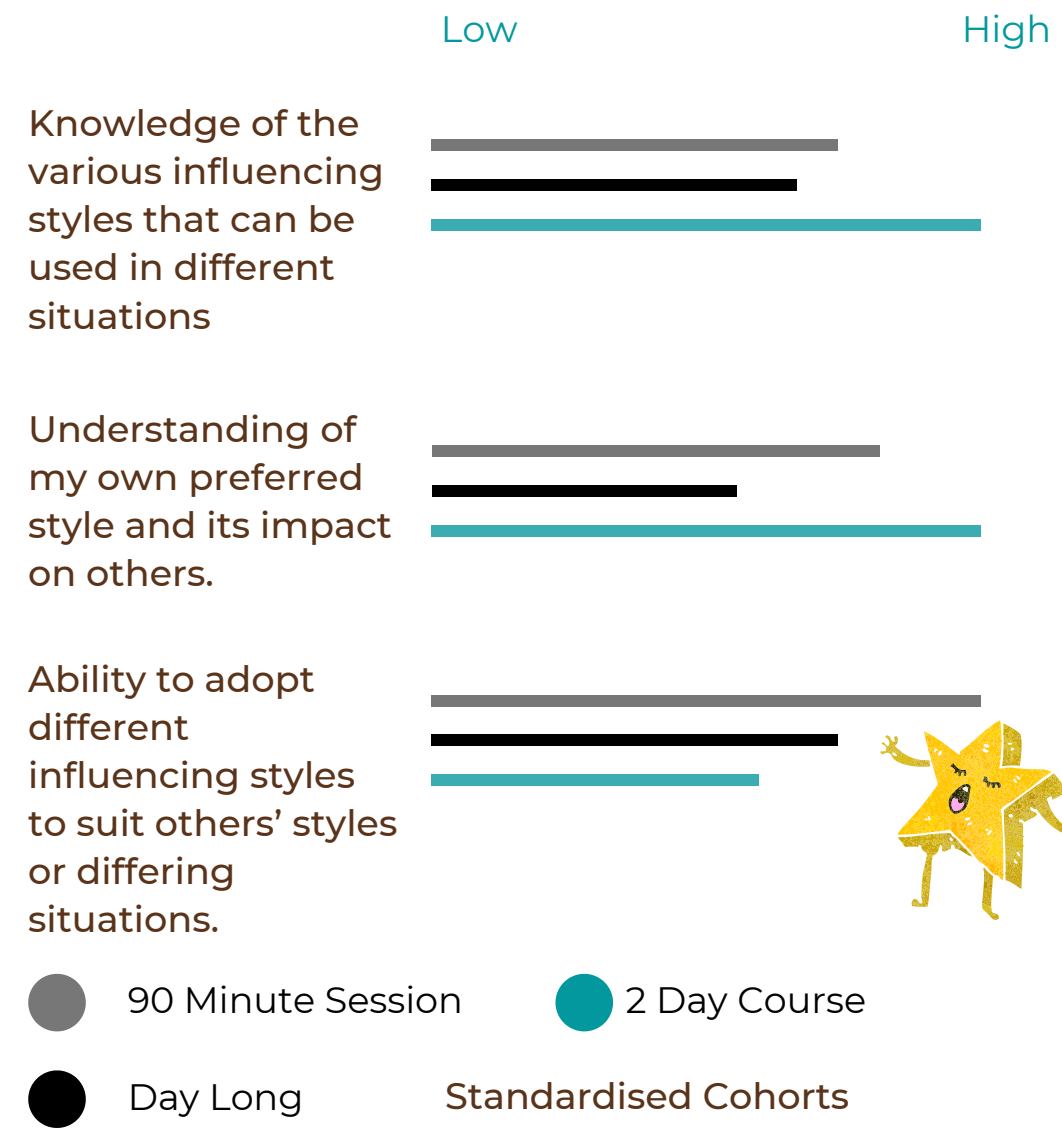 Low High
Knowledge of the
various influencing
styles that can be
used in different
situations
Understanding of
my own preferred
style and its impact
on others.
Ability to adopt
different
influencing styles
to suit others’ styles
or differing
situations.
90 Minute Session
2 Day Course
Day Long
Standardised Cohorts